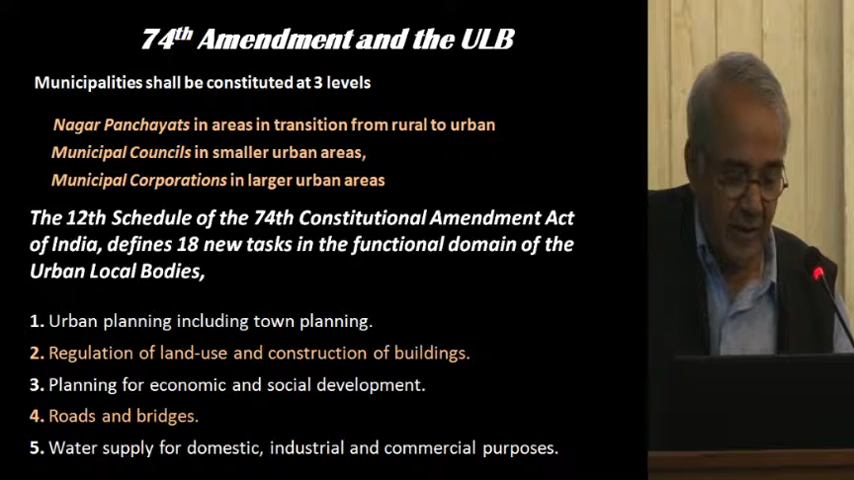 74th Amendment and the ULB
Municipalities shall be constituted at 3 levels
Nagar Panchayats in areas in transition from rural to urban
Municipal Councils in smaller urban areas,
Municipal Corporations in larger urban areas
The 12th Schedule of the 74th Constitutional Amendment Act
of India, defines 18 new tasks in the functional domain of the
Urban Local Bodies,
1. Urban planning including town planning.
2. Regulation of land-use and construction of buildings.
3. Planning for economic and social development.
4. Roads and bridges.
5. Water supply for domestic, industrial and commercial purposes.